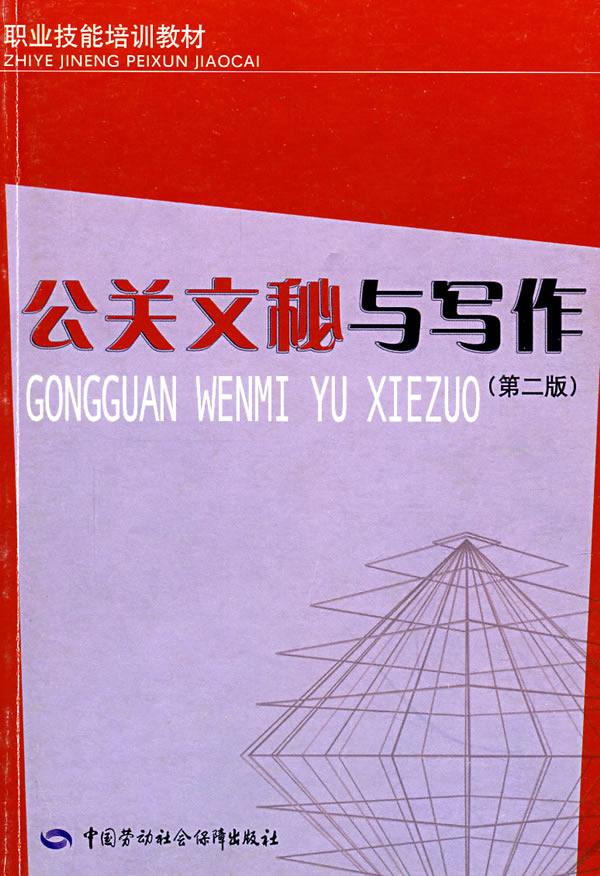 职业技能培训教材
ZHIYE JINENG PEIXUN JIAOCAI
公关文秘与写作
GONGGUAN WENMI YU XIEZUO
（第二版）
中国劳动社会保障出版社